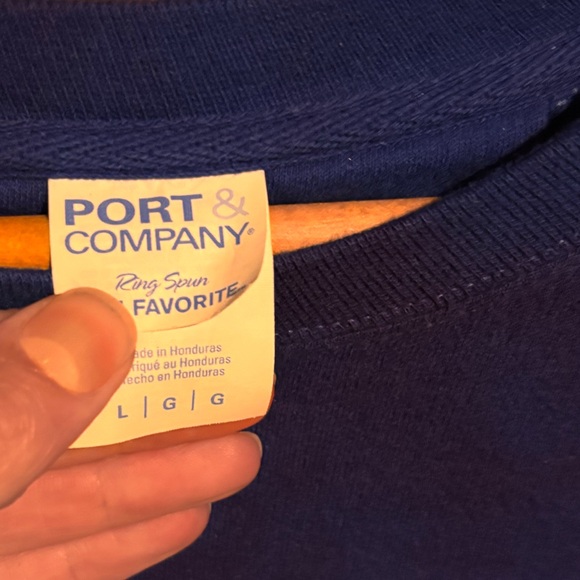 PORT &
COMPANY®
Ring Spun
FAVORITE
in Honduras
au Honduras
en Honduras
L | G | G